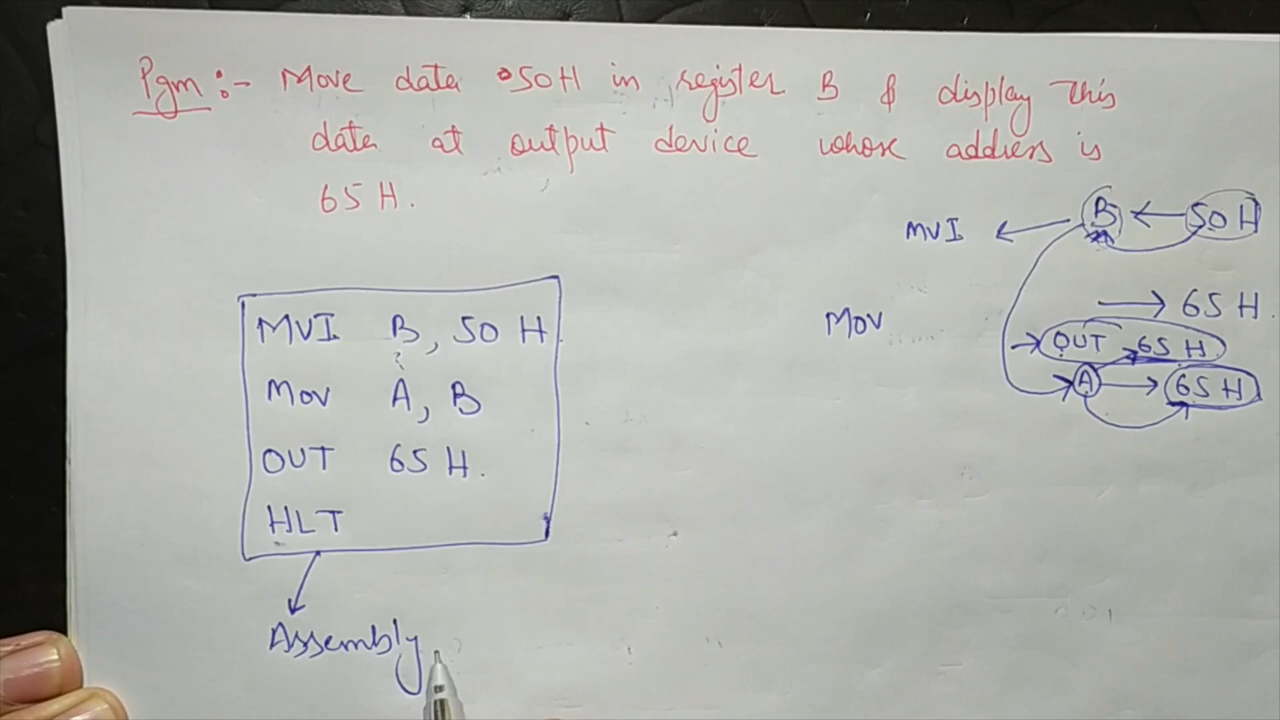 Pgm :- Move data 50H in register B & display this
data at output device whose address is
65 H.
MVI B, 50 H
Mov A, B
OUT 65 H.
HLT
Assembly
MVI ← B ← 50 H
→ 65 H
Mov
→ OUT 65 H
A → 65 H